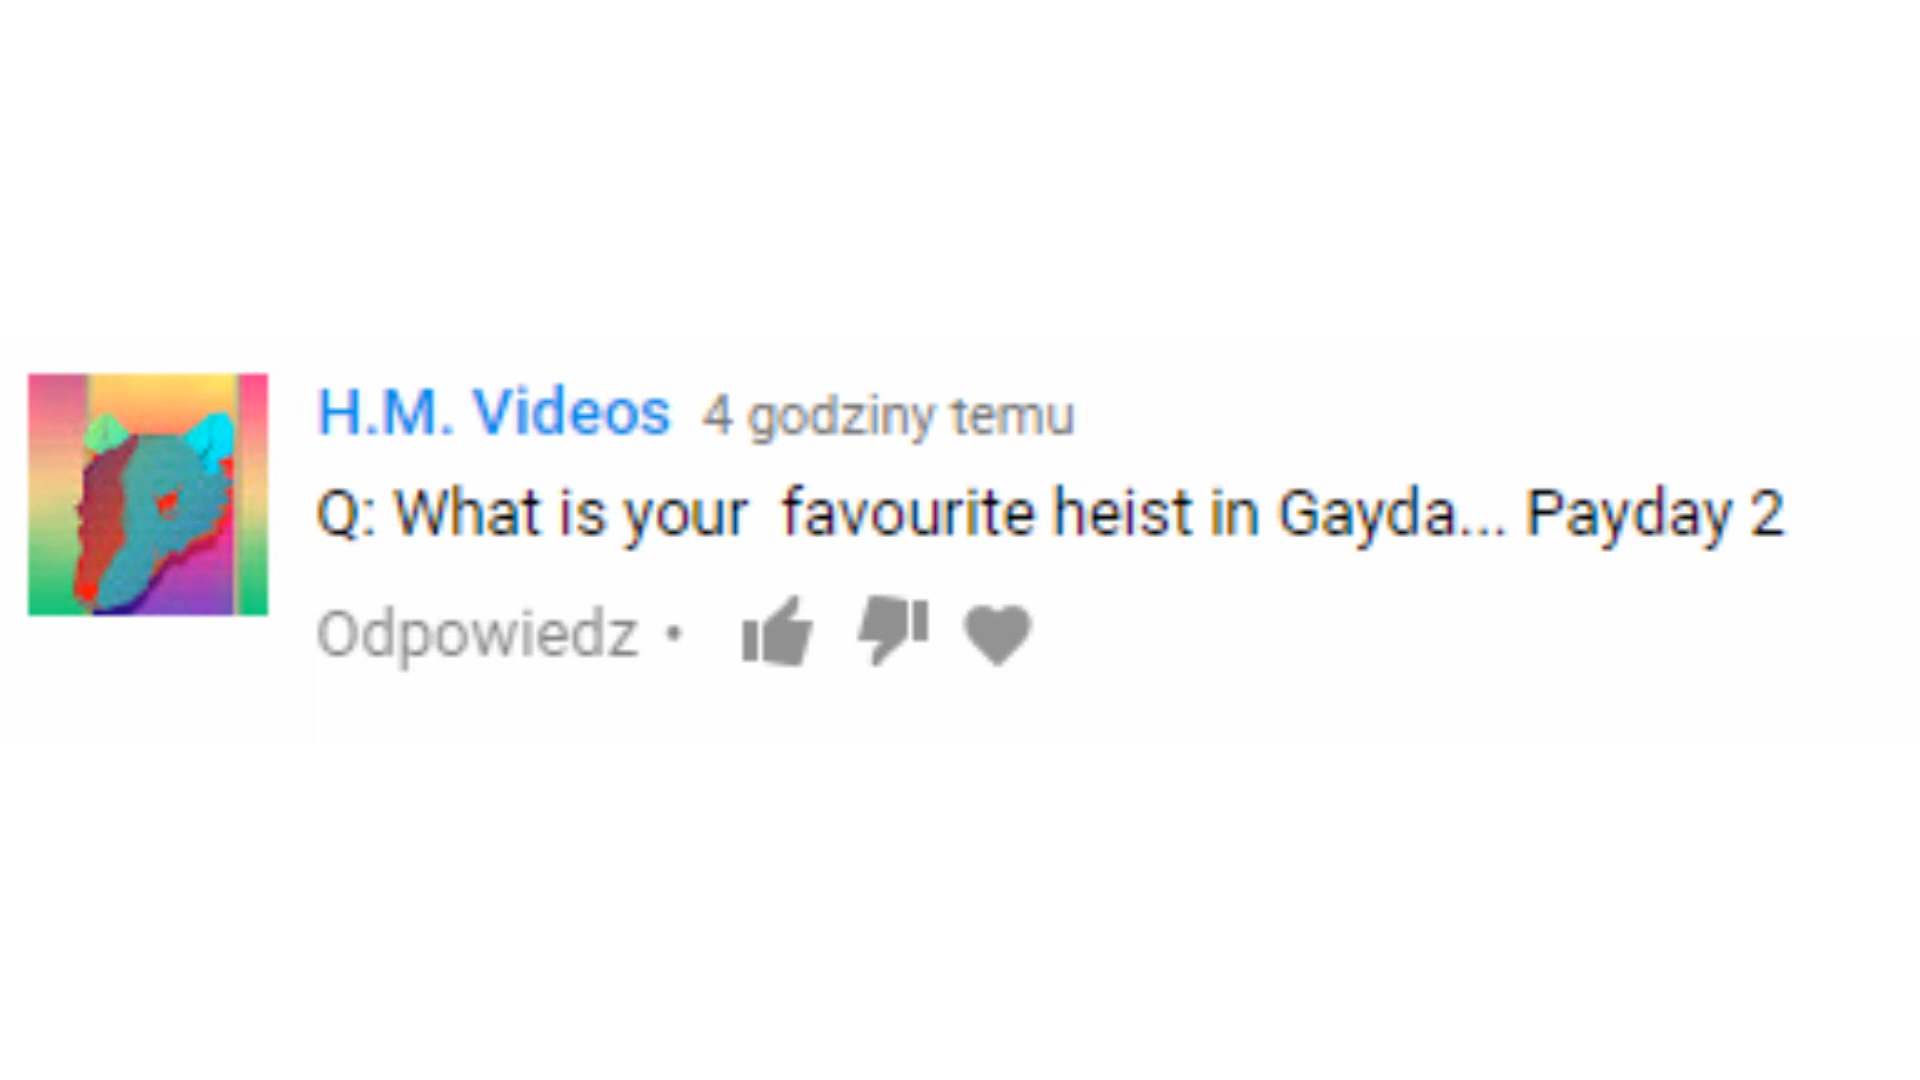 H.M. Videos 4 godziny temu
Q: What is your favourite heist in Gayda... Payday 2
Odpowiedz •